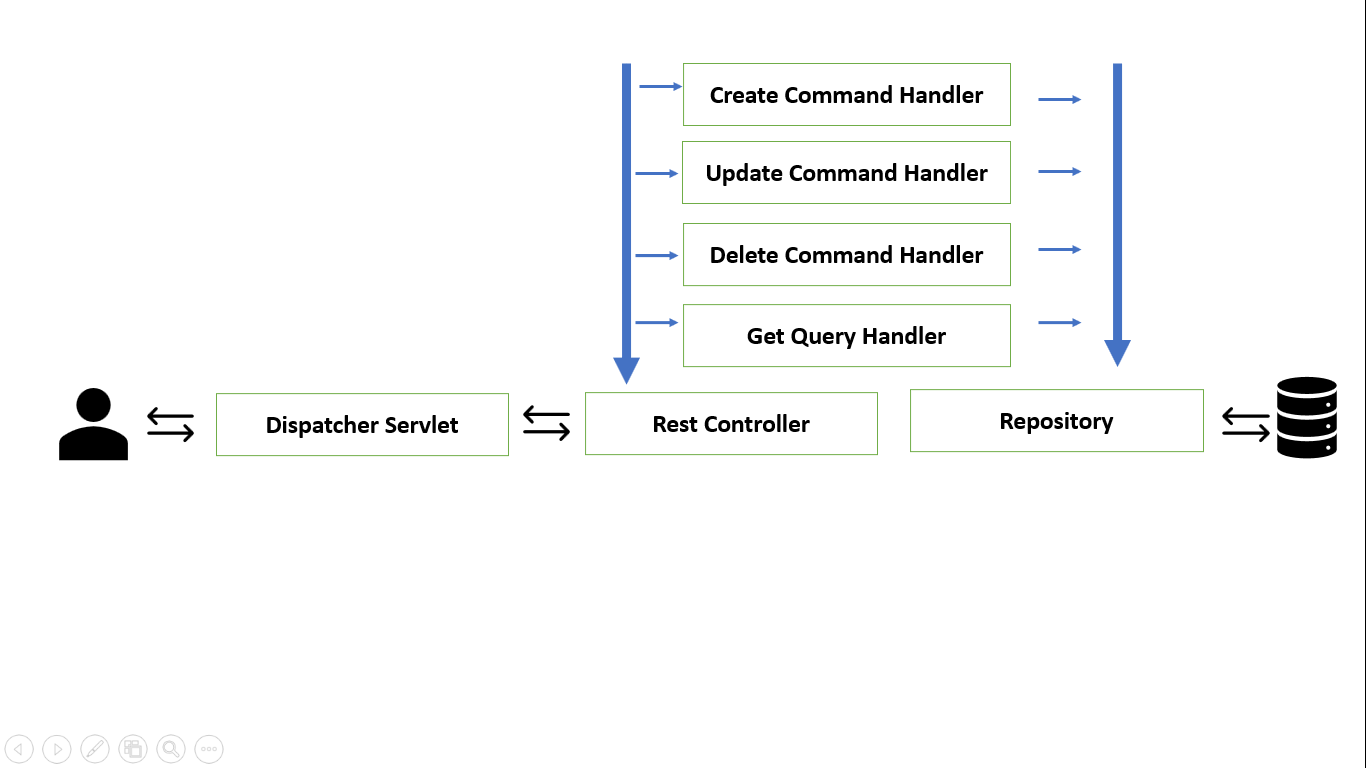 Create Command Handler
Update Command Handler
Delete Command Handler
Get Query Handler
Dispatcher Servlet
Rest Controller
Repository